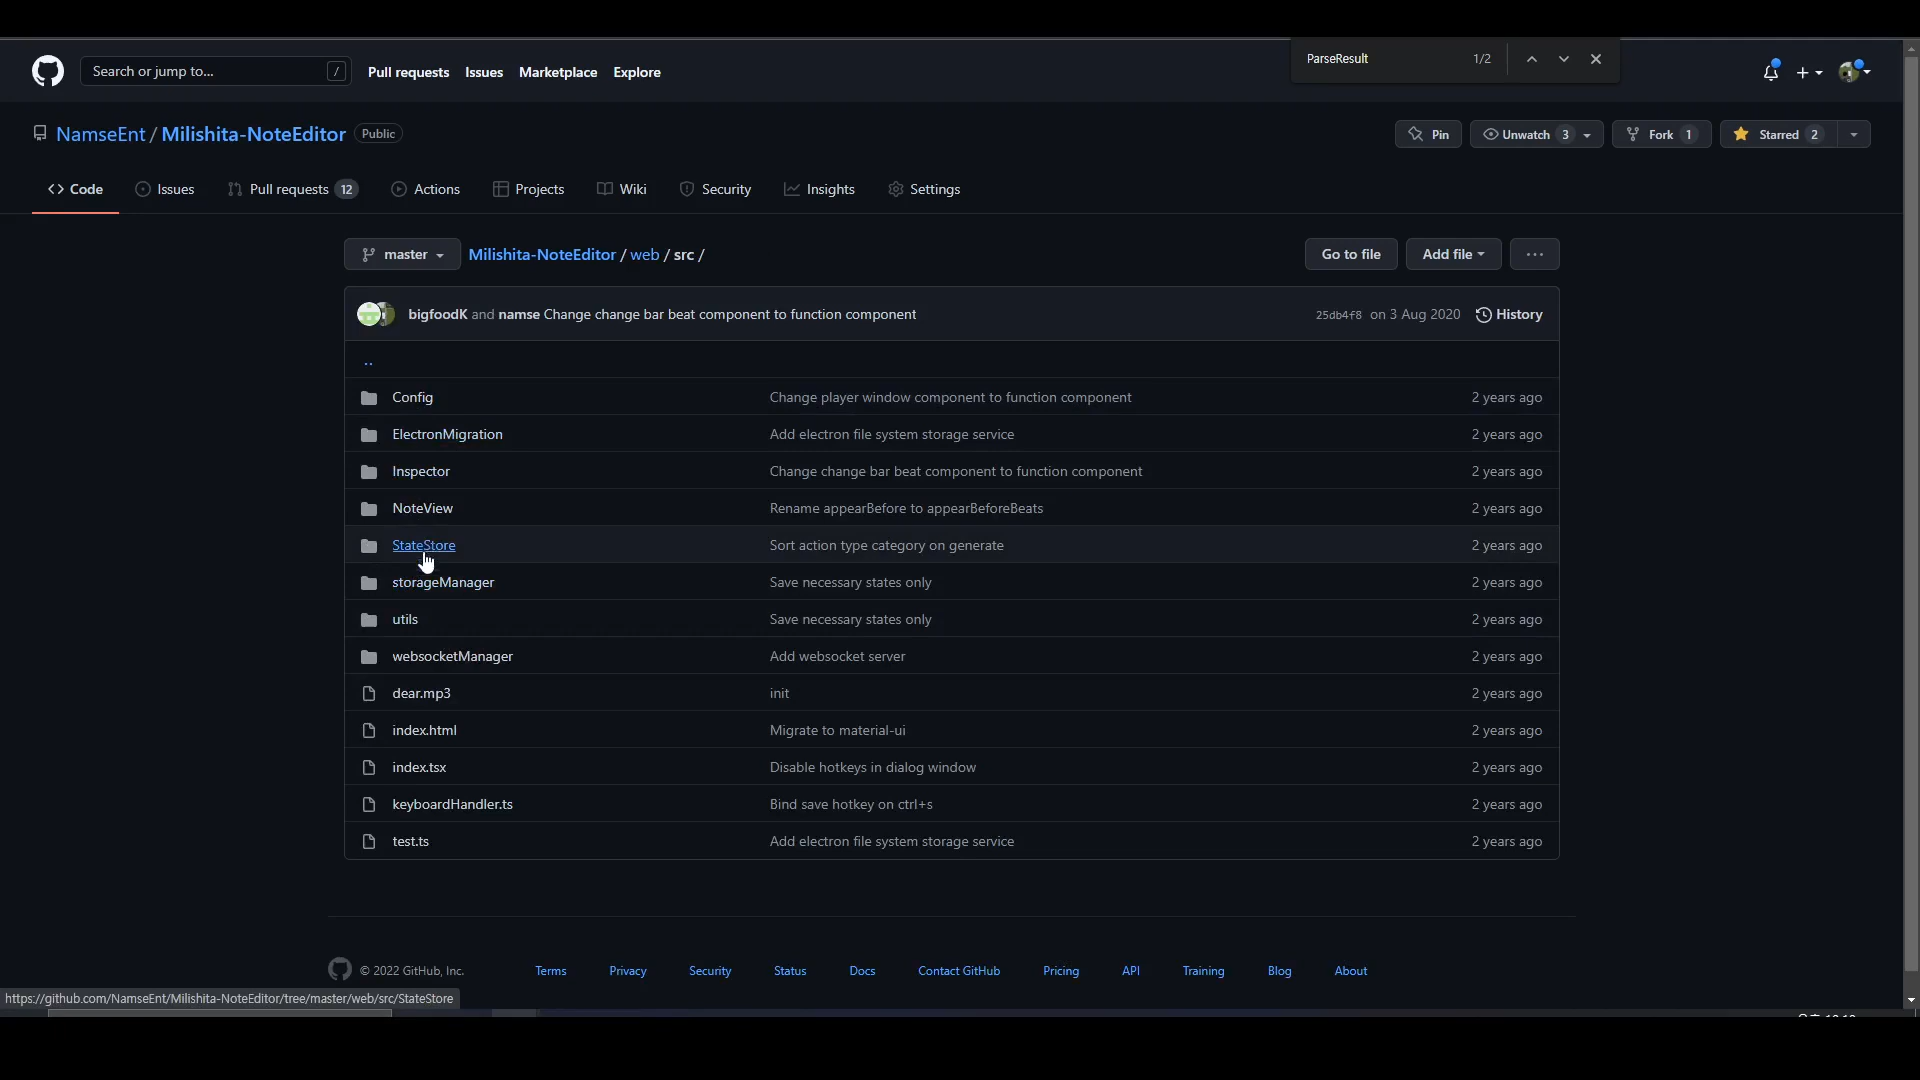 Search or jump to... /
Pull requests Issues Marketplace Explore
ParseResult 1/2
NamseEnt / Milishita-NoteEditor Public
Pin Unwatch 3 Fork 1 Starred 2
Code Issues Pull requests 12 Actions Projects Wiki Security Insights Settings
master Milishita-NoteEditor / web / src / Go to file Add file ...
bigfoodK and namse Change change bar beat component to function component 25db4f8 on 3 Aug 2020 History
..
Config Change player window component to function component 2 years ago
ElectronMigration Add electron file system storage service 2 years ago
Inspector Change change bar beat component to function component 2 years ago
NoteView Rename appearBefore to appearBeforeBeats 2 years ago
StateStore Sort action type category on generate 2 years ago
storageManager Save necessary states only 2 years ago
utils Save necessary states only 2 years ago
websocketManager Add websocket server 2 years ago
dear.mp3 init 2 years ago
index.html Migrate to material-ui 2 years ago
index.tsx Disable hotkeys in dialog window 2 years ago
keyboardHandler.ts Bind save hotkey on ctrl+s 2 years ago
test.ts Add electron file system storage service 2 years ago
© 2022 GitHub, Inc. Terms Privacy Security Status Docs Contact GitHub Pricing API Training Blog About
https://github.com/NamseEnt/Milishita-NoteEditor/tree/master/web/src/StateStore